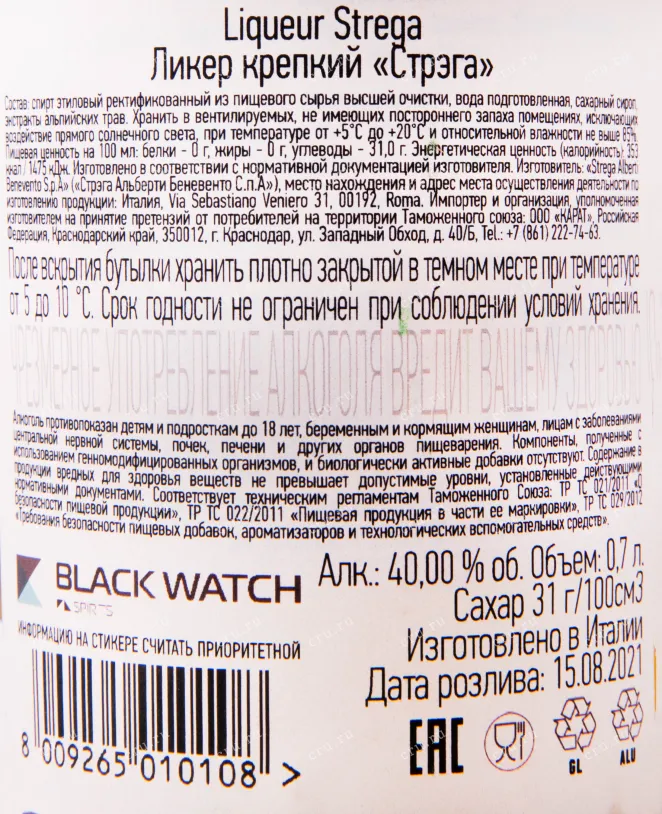 Liqueur Strega
Ликер крепкий «Стрэга»
Состав: спирт этиловый ректификованный из пищевого сырья высшей очистки, вода подготовленная, сахарный сироп,
экстракты альпийских трав. Хранить в вентилируемых, не имеющих постороннего запаха помещениях, исключающих
воздействие прямого солнечного света, при температуре от +5°С до +20°С и относительной влажности не выше 85%.
Пищевая ценность на 100 мл: белки - 0 г, жиры - 0 г, углеводы - 31,0 г. Энергетическая ценность (калорийность): 353
ккал / 1475 кДж. Изготовлено в соответствии с нормативной документацией изготовителя. Изготовитель: «Strega Alberti
Benevento S.p.A» («Стрэга Альберти Беневенто С.п.А»), место нахождения и адрес места осуществления деятельности по
изготовлению продукции: Италия, Via Sebastiano Veniero 31, 00192, Roma. Импортер и организация, уполномоченная
изготовителем на принятие претензий от потребителей на территории Таможенного союза: ООО «КАРАТ», Российская
Федерация, Краснодарский край, 350012, г. Краснодар, ул. Западный Обход, д. 40/Б, Tel.: +7 (861) 222-74-63.
После вскрытия бутылки хранить плотно закрытой в темном месте при температуре
от 5 до 10 °С. Срок годности не ограничен при соблюдении условий хранения.
ЧРЕЗМЕРНОЕ УПОТРЕБЛЕНИЕ АЛКОГОЛЯ ВРЕДИТ ВАШЕМУ ЗДОРОВЬЮ
Алкоголь противопоказан детям и подросткам до 18 лет, беременным и кормящим женщинам, лицам с заболеваниями
центральной нервной системы, почек, печени и других органов пищеварения. Компоненты, полученные с
использованием генномодифицированных организмов, и биологически активные добавки отсутствуют. Содержание в
продукции вредных для здоровья веществ не превышает допустимые уровни, установленные действующими
нормативными документами. Соответствует техническим регламентам Таможенного Союза: ТР ТС 021/2011 «О
безопасности пищевой продукции», ТР ТС 022/2011 «Пищевая продукция в части ее маркировки», ТР ТС 029/2012
«Требования безопасности пищевых добавок, ароматизаторов и технологических вспомогательных средств».
BLACK WATCH
SPIRITS
Алк.: 40,00 % об. Объем: 0,7 л.
Сахар 31 г/100см3
Изготовлено в Италии
Дата розлива: 15.08.2021
ИНФОРМАЦИЮ НА СТИКЕРЕ СЧИТАТЬ ПРИОРИТЕТНОЙ
8 009265 010108 >
EAC
GL
ALU